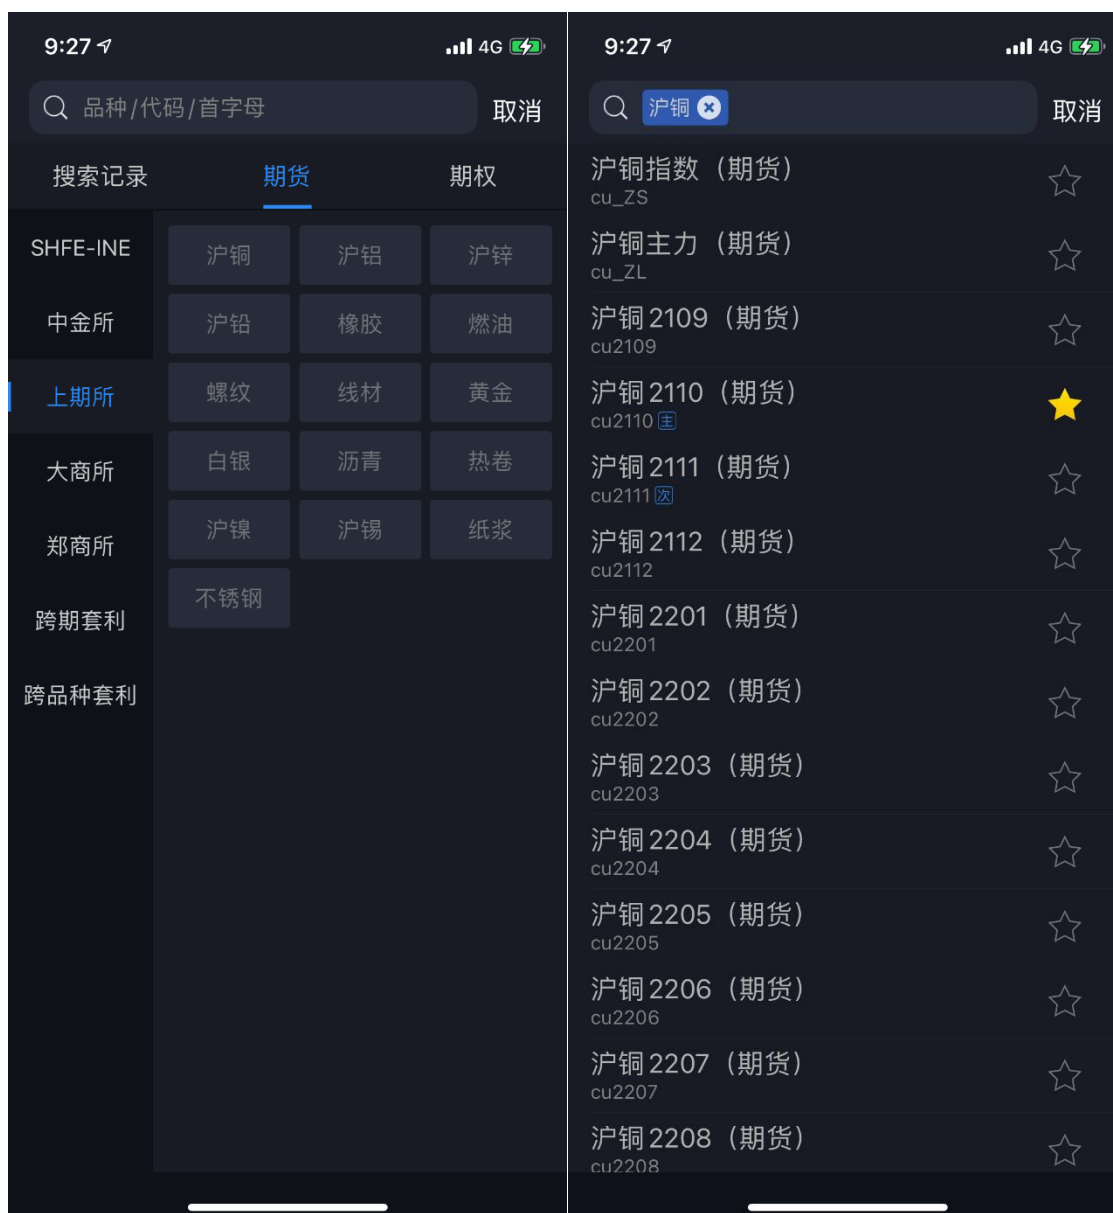 9:27
4G
品种/代码/首字母
取消
搜索记录
期货
期权
SHFE-INE
中金所
上期所
大商所
郑商所
跨期套利
跨品种套利
沪铜
沪铝
沪锌
沪铅
橡胶
燃油
螺纹
线材
黄金
白银
沥青
热卷
沪镍
沪锡
纸浆
不锈钢
9:27
4G
沪铜
取消
沪铜指数（期货）
cu_ZS
沪铜主力（期货）
cu_ZL
沪铜2109（期货）
cu2109
沪铜2110（期货）
cu2110 主
沪铜2111（期货）
cu2111 次
沪铜2112（期货）
cu2112
沪铜2201（期货）
cu2201
沪铜2202（期货）
cu2202
沪铜2203（期货）
cu2203
沪铜2204（期货）
cu2204
沪铜2205（期货）
cu2205
沪铜2206（期货）
cu2206
沪铜2207（期货）
cu2207
沪铜2208（期货）
cu2208